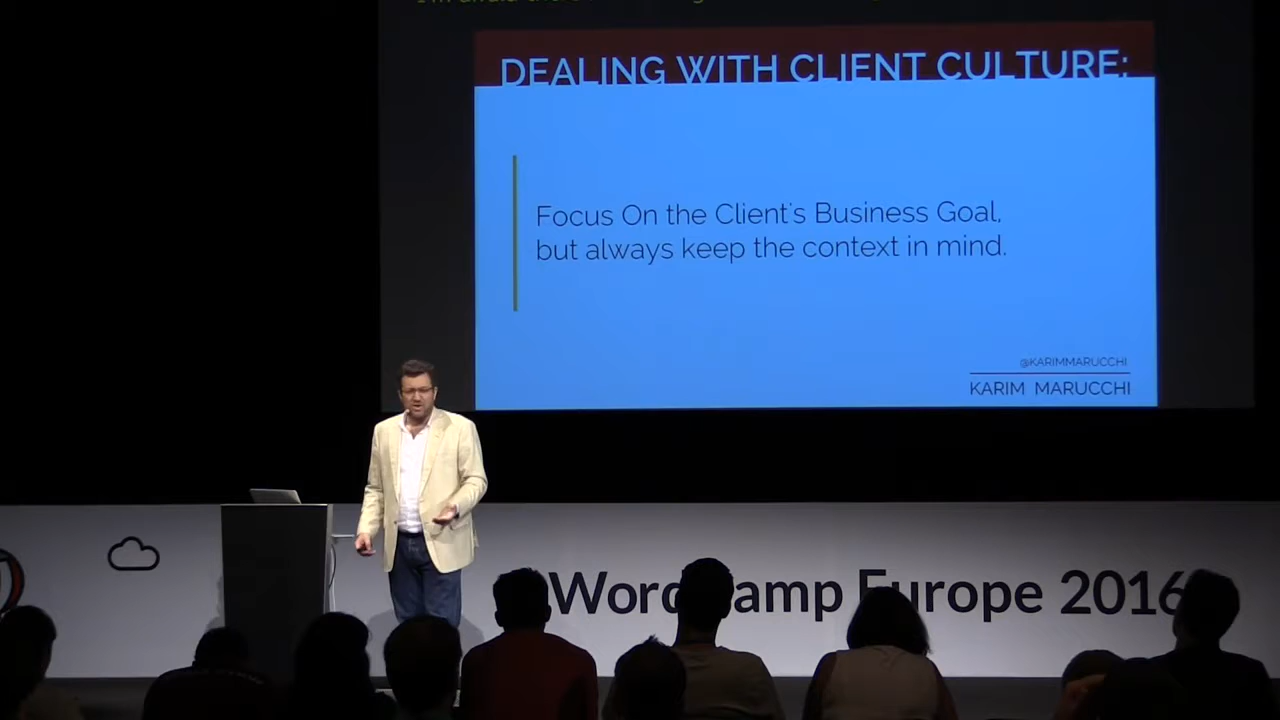 DEALING WITH CLIENT CULTURE:
Focus On the Client's Business Goal,
but always keep the context in mind.
@KARIMMARUCCHI
KARIM MARUCCHI
WordCamp Europe 2016